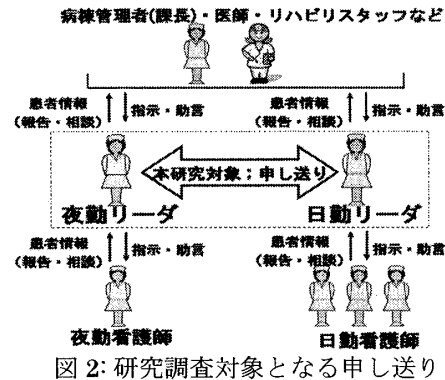 病棟管理者(課長)・医師・リハビリスタッフなど
患者情報 指示・助言 患者情報 指示・助言
(報告・相談) (報告・相談)
本研究対象；申し送り
夜勤リーダ 日勤リーダ
患者情報 指示・助言 患者情報 指示・助言
(報告・相談) (報告・相談)
夜勤看護師 日勤看護師
図 2: 研究調査対象となる申し送り